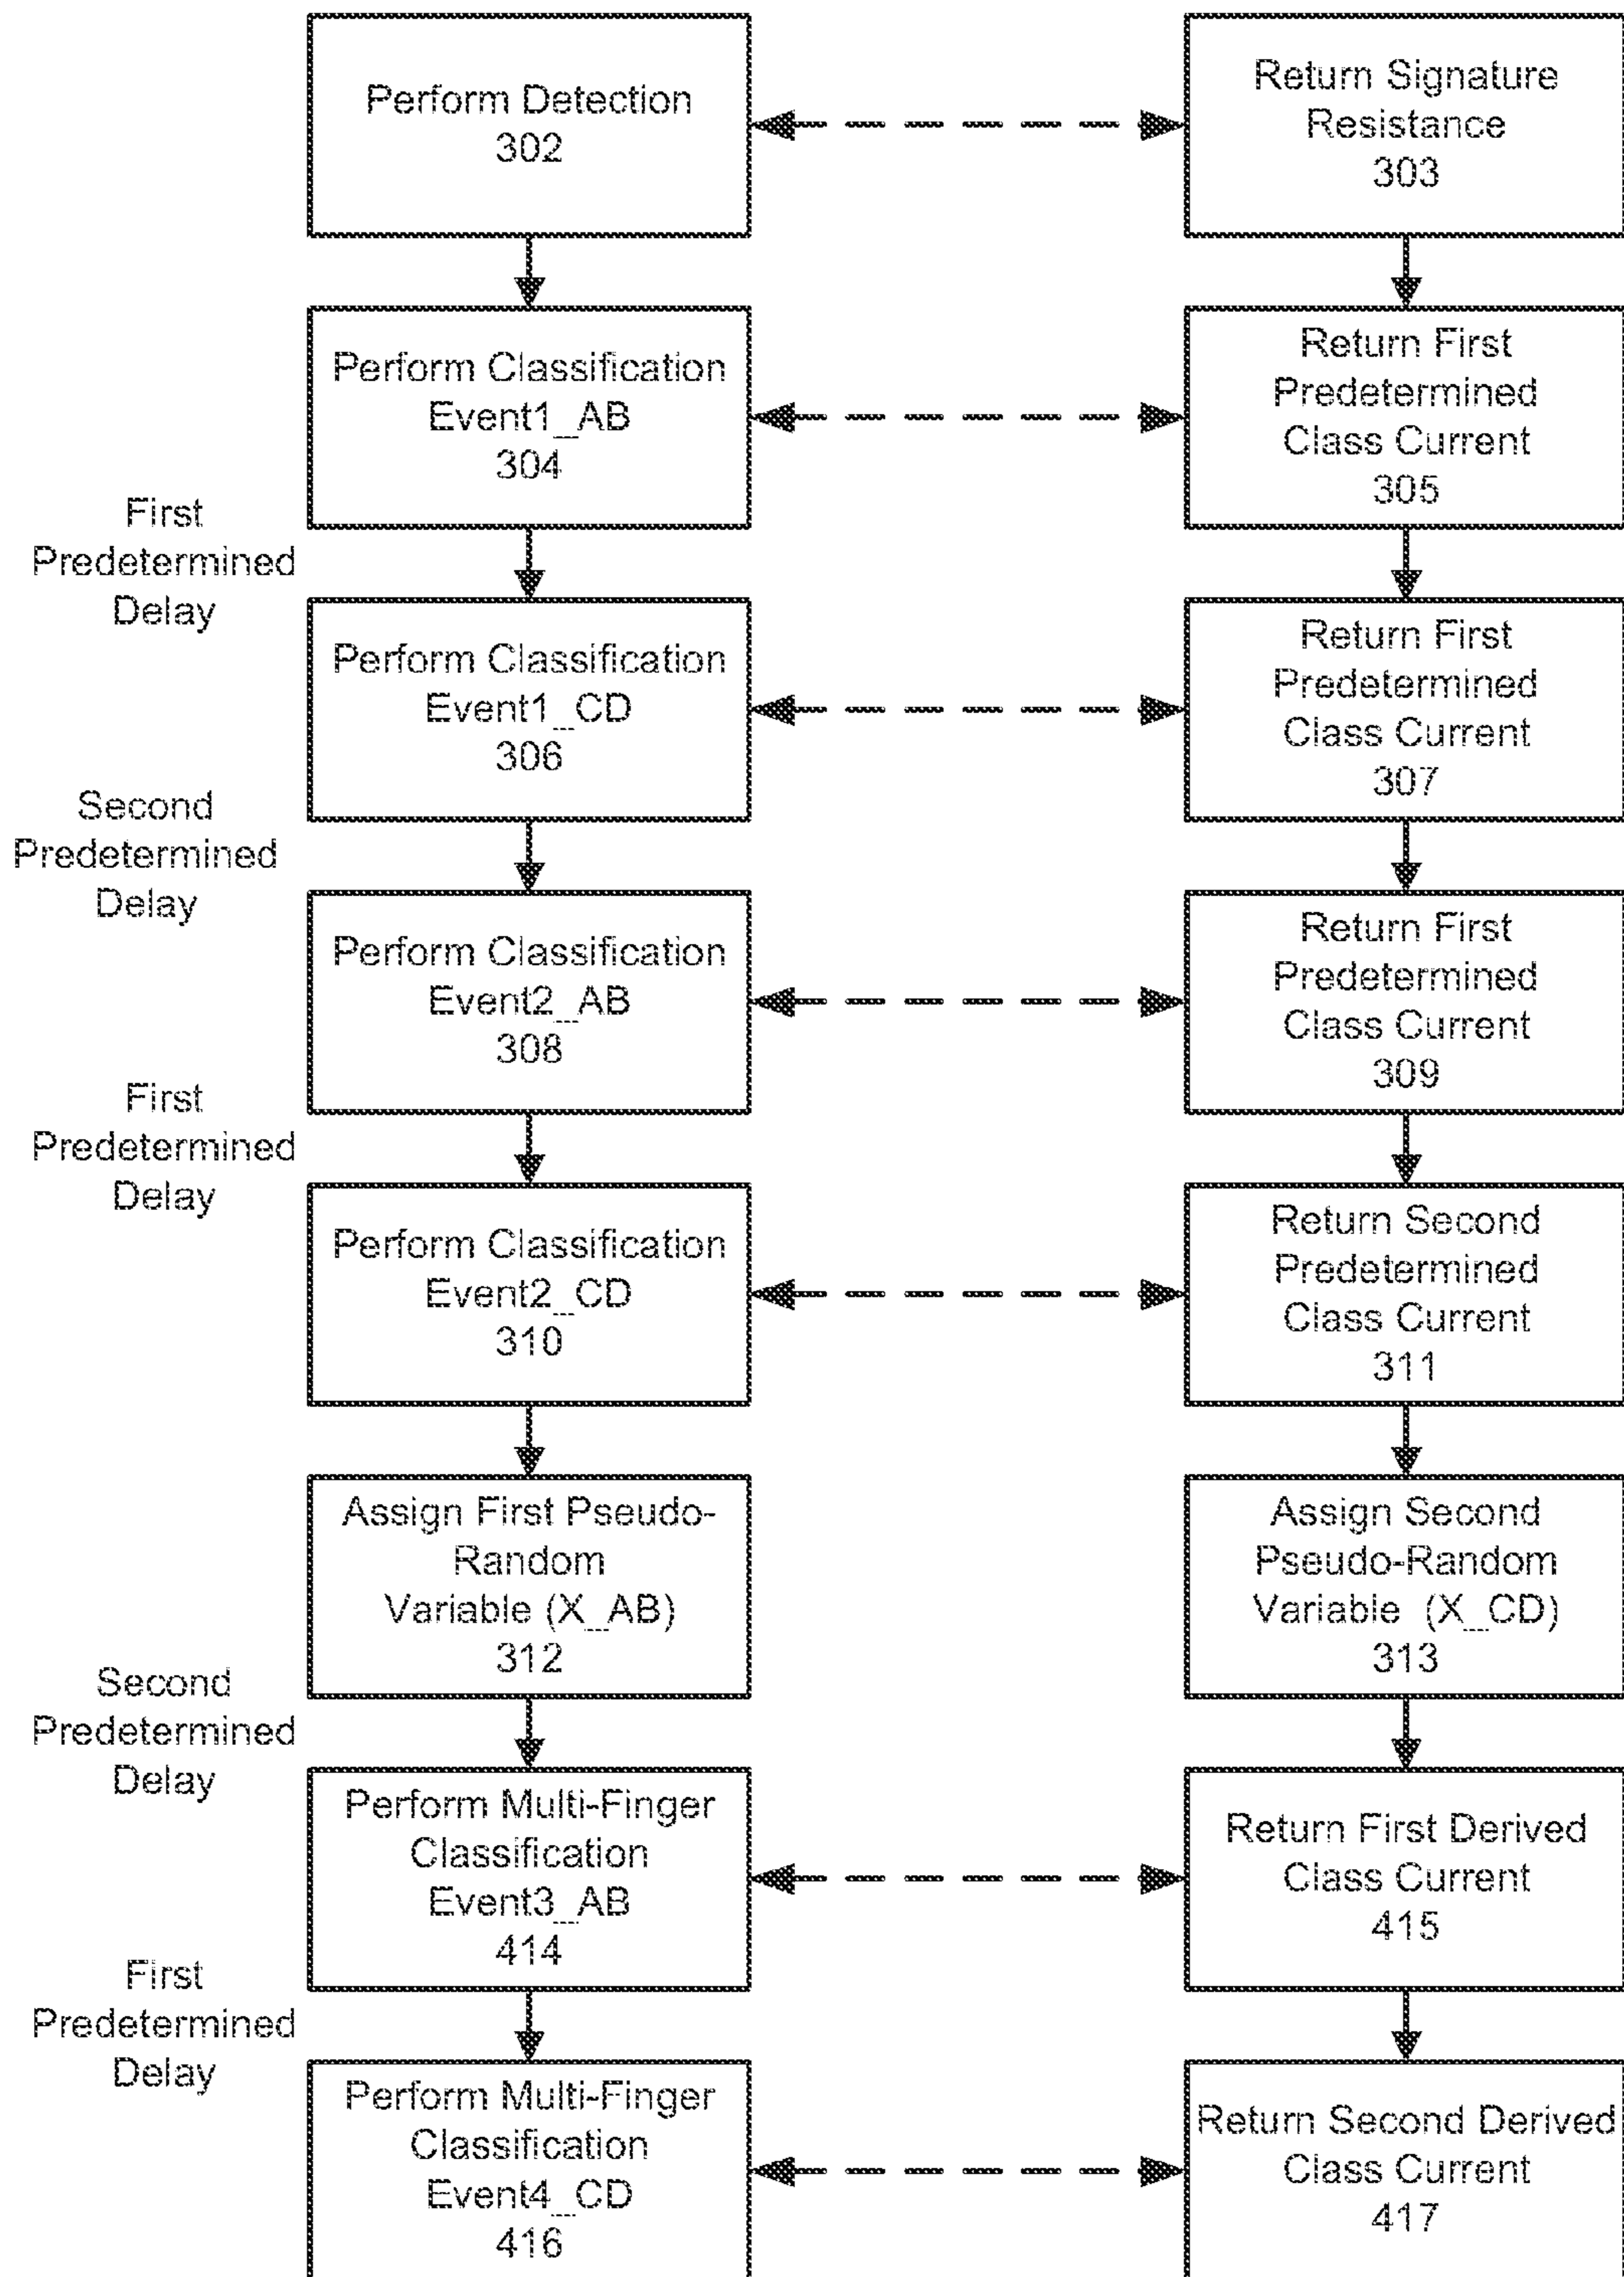 Perform Detection
302
Return Signature
Resistance
303
Perform Classification
Event1_AB
304
Return First
Predetermined
Class Current
305
First
Predetermined
Delay
Perform Classification
Event1_CD
306
Return First
Predetermined
Class Current
307
Second
Predetermined
Delay
Perform Classification
Event2_AB
308
Return First
Predetermined
Class Current
309
First
Predetermined
Delay
Perform Classification
Event2_CD
310
Return Second
Predetermined
Class Current
311
Assign First Pseudo-
Random
Variable (X_AB)
312
Assign Second
Pseudo-Random
Variable (X_CD)
313
Second
Predetermined
Delay
Perform Multi-Finger
Classification
Event3_AB
414
Return First Derived
Class Current
415
First
Predetermined
Delay
Perform Multi-Finger
Classification
Event4_CD
416
Return Second Derived
Class Current
417